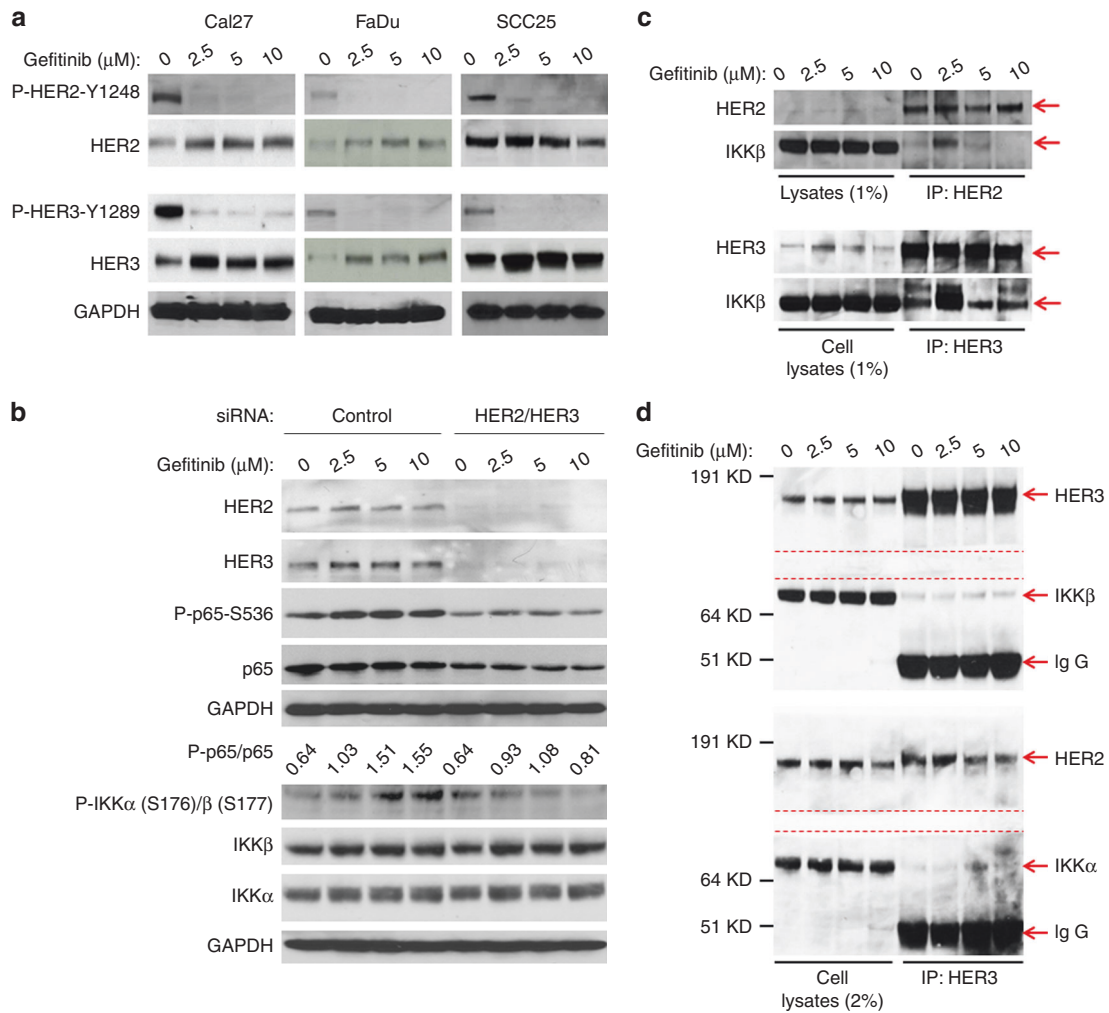 a
Cal27 FaDu SCC25
Gefitinib (μM): 0 2.5 5 10 0 2.5 5 10 0 2.5 5 10
P-HER2-Y1248
HER2
P-HER3-Y1289
HER3
GAPDH
b
siRNA: Control HER2/HER3
Gefitinib (μM): 0 2.5 5 10 0 2.5 5 10
HER2
HER3
P-p65-S536
p65
GAPDH
P-p65/p65 0.64 1.03 1.51 1.55 0.64 0.93 1.08 0.81
P-IKKα (S176)/β (S177)
IKKβ
IKKα
GAPDH
c
Gefitinib (μM): 0 2.5 5 10 0 2.5 5 10
HER2
IKKβ
Lysates (1%) IP: HER2
HER3
IKKβ
Cell
lysates (1%)
IP: HER3
d
Gefitinib (μM): 0 2.5 5 10 0 2.5 5 10
191 KD HER3
IKKβ
64 KD
51 KD Ig G
191 KD
HER2
IKKα
64 KD
51 KD Ig G
Cell
lysates (2%)
IP: HER3